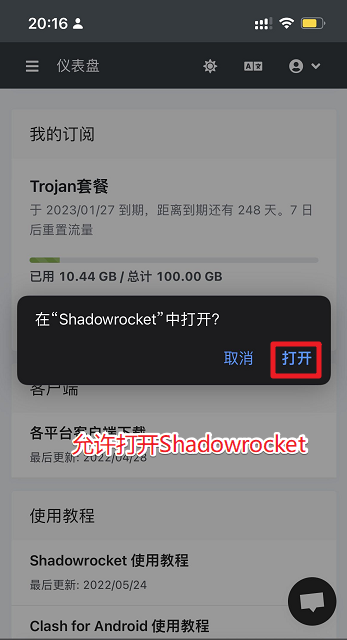 20:16
仪表盘
我的订阅
Trojan套餐
于 2023/01/27 到期，距离到期还有 248 天。7 日
后重置流量
已用 10.44 GB / 总计 100.00 GB
在“Shadowrocket”中打开?
取消 打开
客户端
各平台客户端下载
允许打开Shadowrocket
最后更新: 2022/04/28
使用教程
Shadowrocket 使用教程
最后更新: 2022/05/24
Clash for Android 使用教程